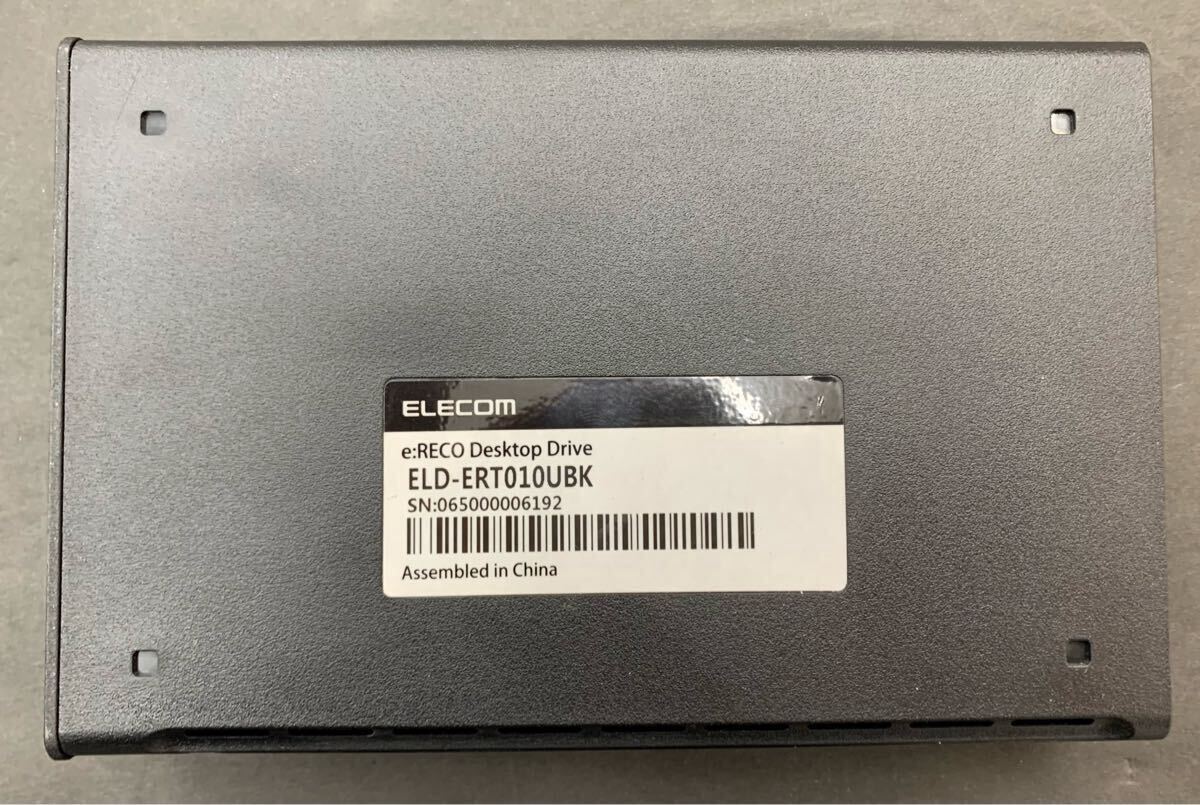 ELECOM
e:RECO Desktop Drive
ELD-ERT010UBK
SN:065000006192
Assembled in China